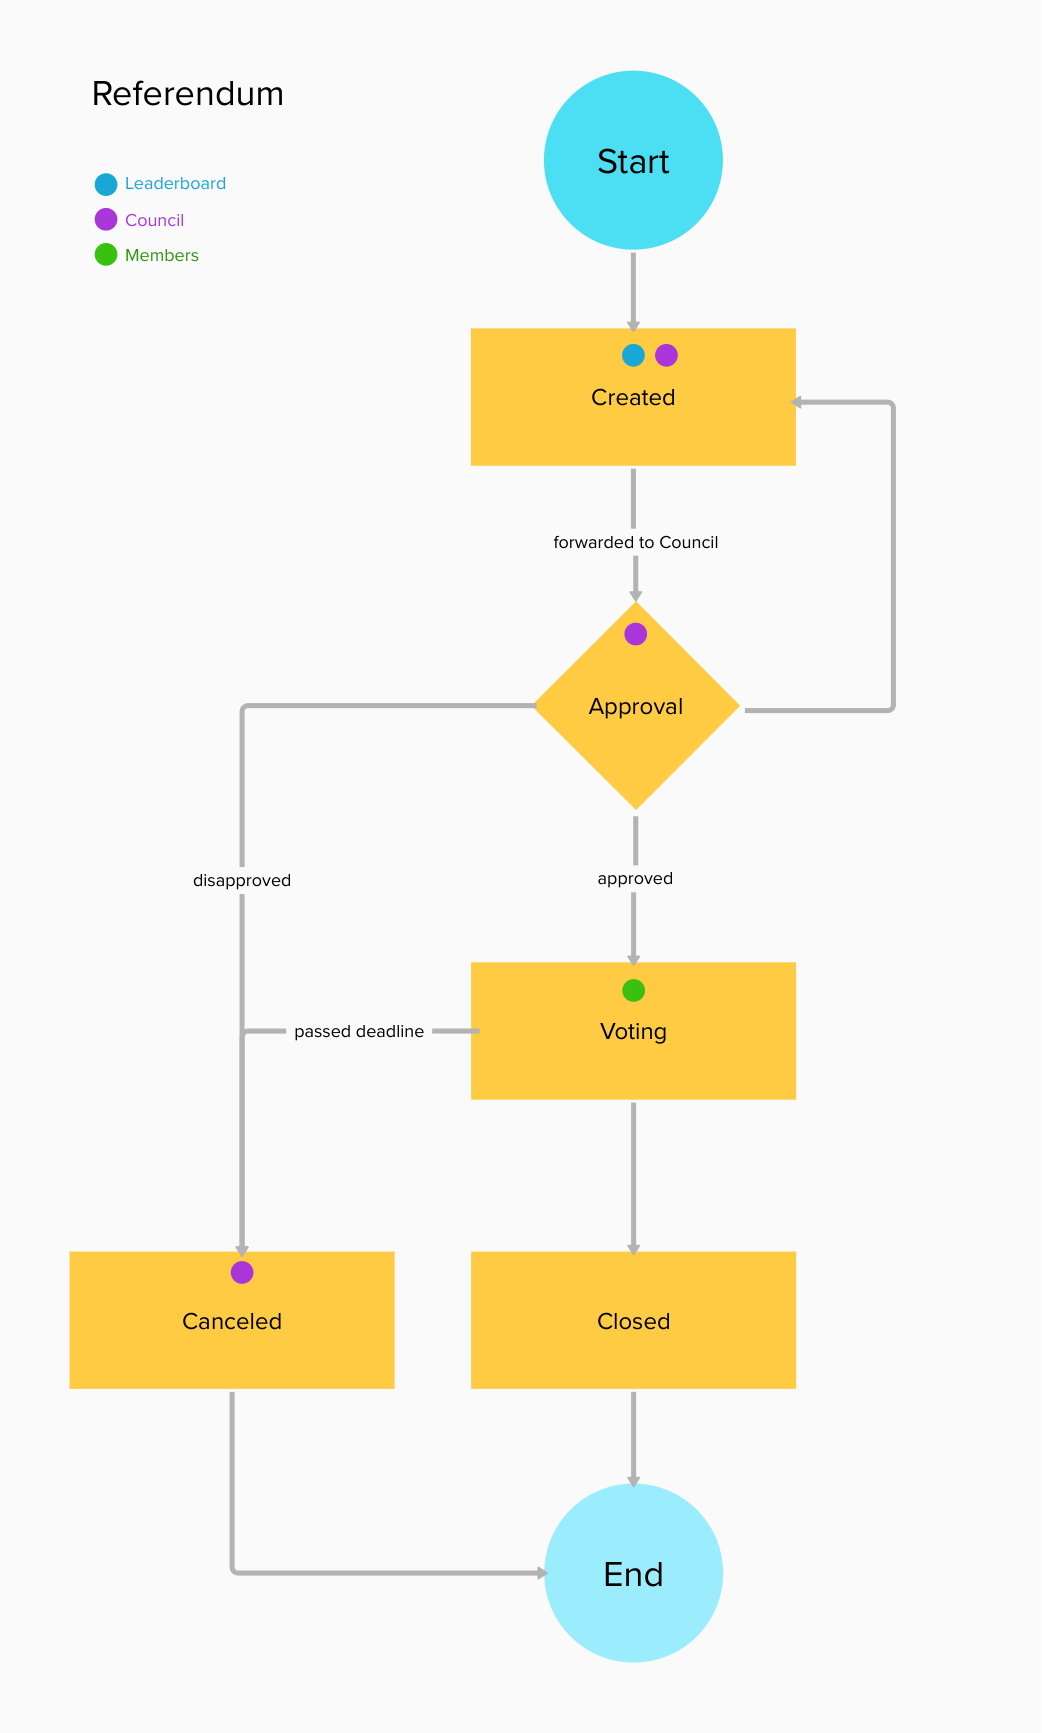 Referendum
Leaderboard
Council
Members
Start
Created
forwarded to Council
Approval
disapproved
approved
passed deadline
Voting
Canceled
Closed
End